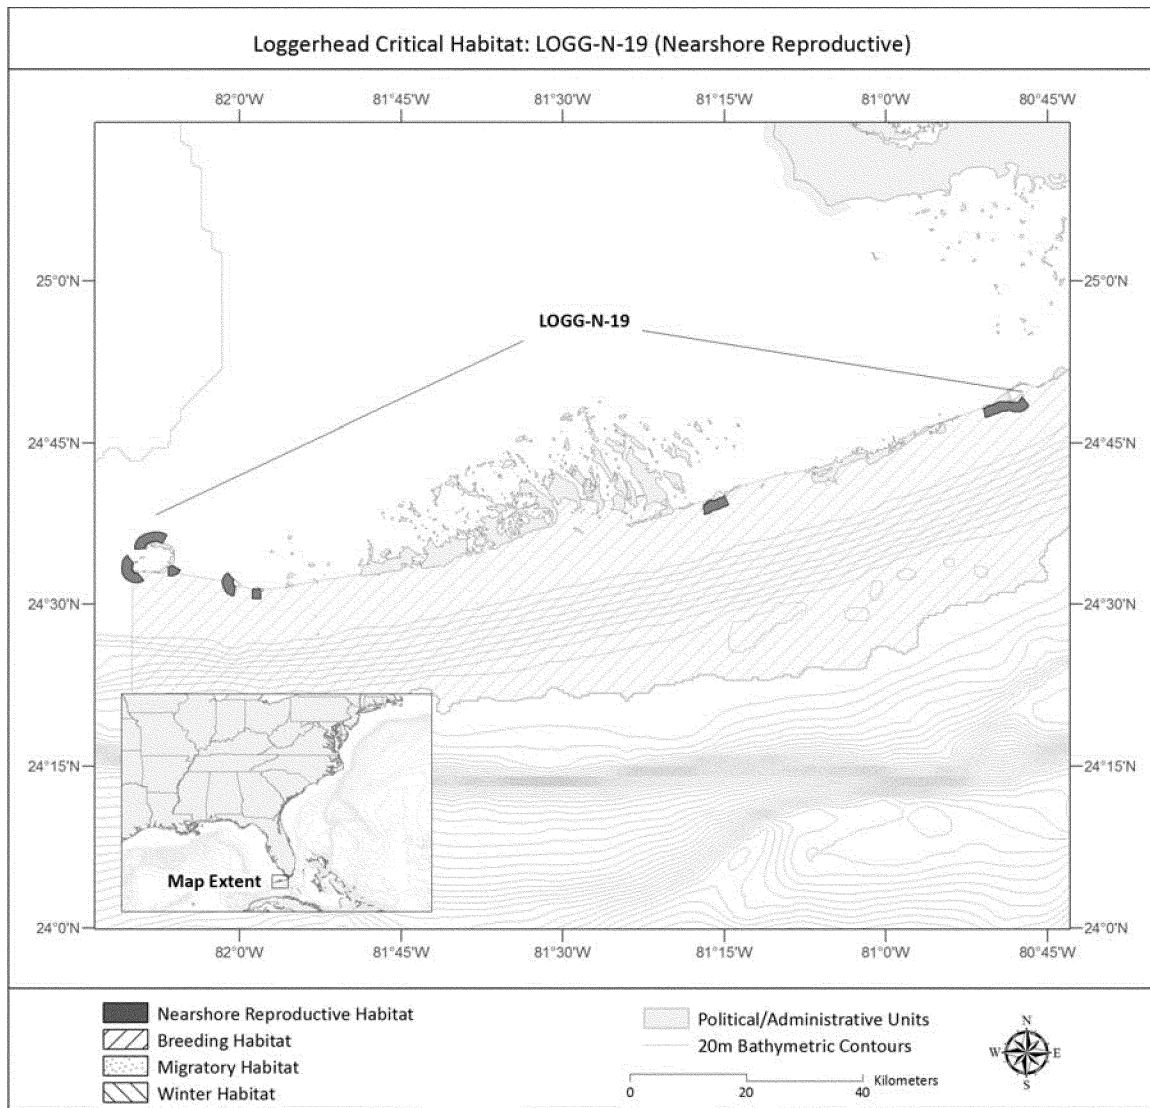 Loggerhead Critical Habitat: LOGG-N-19 (Nearshore Reproductive)
82°0'W 81°45'W 81°30'W 81°15'W 81°0'W 80°45'W
25°0'N 25°0'N
LOGG-N-19
24°45'N 24°45'N
24°30'N 24°30'N
24°15'N 24°15'N
Map Extent
24°0'N 24°0'N
82°0'W 81°45'W 81°30'W 81°15'W 81°0'W 80°45'W
Nearshore Reproductive Habitat
Breeding Habitat
Migratory Habitat
Winter Habitat
Political/Administrative Units
20m Bathymetric Contours
0 20 40 Kilometers
N
W E
S